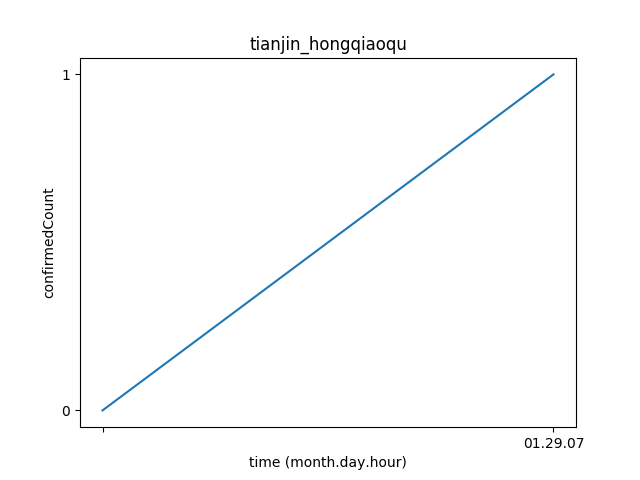 tianjin_hongqiaoqu
1
confirmedCount
0
01.29.07
time (month.day.hour)